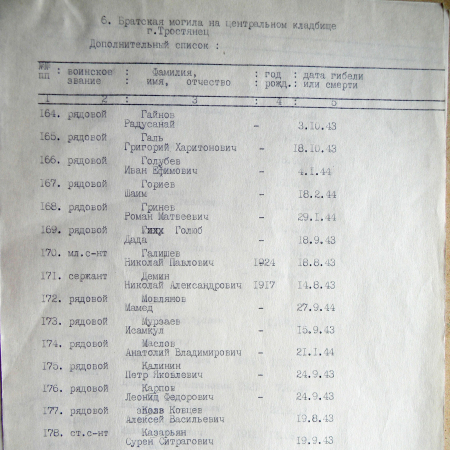 6. Братская могила на центральном кладбице
г.Тростянец
Дополнительный список :
№№ : воинское : Фамилия, : год : дата гибели
пп звание : имя, отчество : рожд.: или смерти
1 2 : 3 : 4 : 5
164. рядовой Гайнов
Радусанай - 3.10.43
165. рядовой Галь
Григорий Харитонович - 18.10.43
166. рядовой Голубев
Иван Ефимович - 4.1.44
167. рядовой Гориев
Шаим - 18.2.44
168. рядовой Гринев
Роман Матвеевич - 29.1.44
169. рядовой Голюб
Дада - 18.9.43
170. мл.с-нт Галишев
Николай Павлович 1924 18.8.43
171. сержант Демин
Николай Александрович 1917 14.8.43
172. рядовой Мовлянов
Мамед - 27.9.44
173. рядовой Мурзаев
Исамкул - 15.9.43
174. рядовой Маслов
Анатолий Владимирович - 21.1.44
175. рядовой Калинин
Петр Яковлевич - 24.9.43
176. рядовой Карпов
Леонид Федорович - 24.9.43
177. рядовой Ковцев
Алексей Васильевич 19.8.43
178. ст.с-нт Казарьян
Сурен Ситрагович 19.9.43